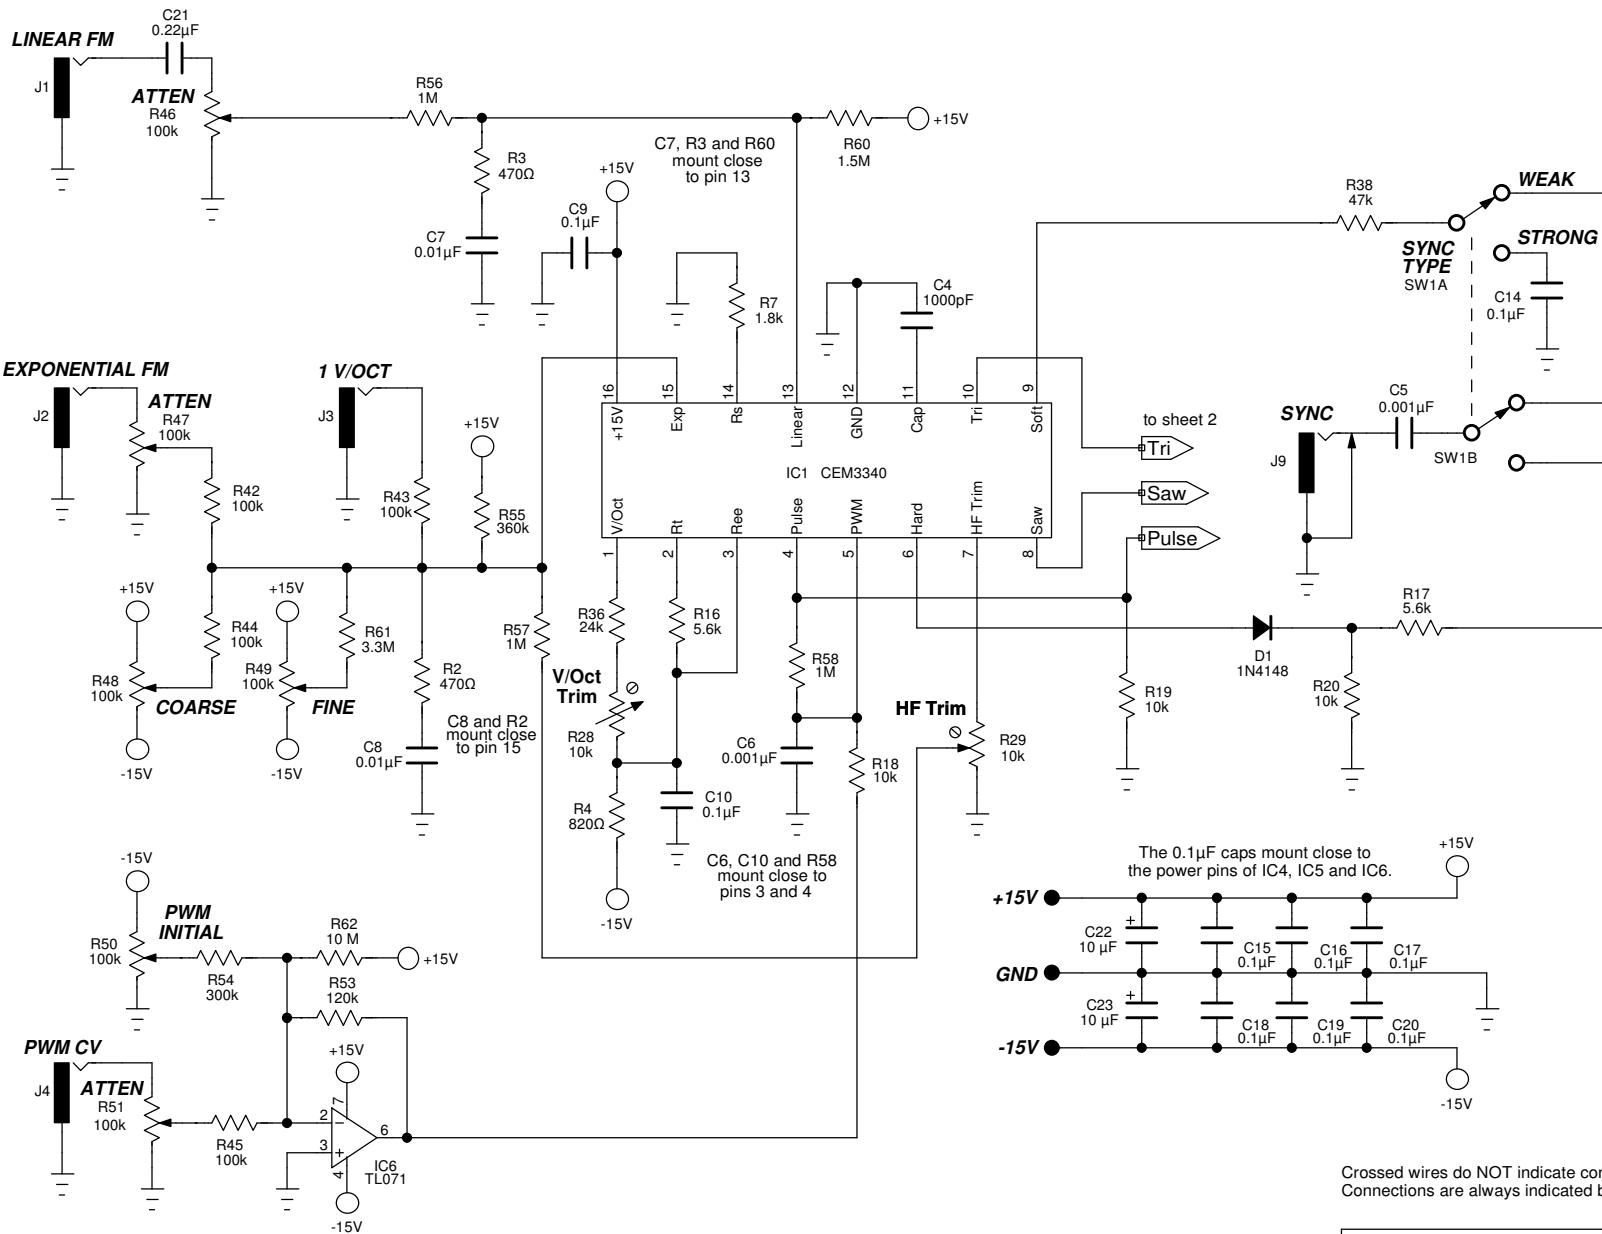 C21
0.22µF
LINEAR FM
J1
ATTEN
R46
100k
R56
1M
R3
470Ω
C7
0.01µF
C7, R3 and R60
mount close
to pin 13
R60
1.5M
+15V
+15V
C9
0.1µF
R7
1.8k
C4
1000pF
R38
47k
WEAK
SYNC
TYPE
SW1A
STRONG
C14
0.1µF
EXPONENTIAL FM
J2
ATTEN
R47
100k
1 V/OCT
J3
R42
100k
R43
100k
+15V
R55
360k
16
15
14
13
12
11
10
9
+15V
Exp
Rs
Linear
GND
Cap
Tri
Soft
IC1 CEM3340
V/Oct
Rt
Ree
Pulse
PWM
Hard
HF Trim
Saw
1
2
3
4
5
6
7
8
to sheet 2
Tri
Saw
Pulse
SYNC
J9
C5
0.001µF
SW1B
+15V
R48
100k
R44
100k
COARSE
-15V
+15V
R49
100k
R61
3.3M
FINE
-15V
R2
470Ω
C8
0.01µF
C8 and R2
mount close
to pin 15
R57
1M
R36
24k
V/Oct
Trim
R28
10k
R4
820Ω
-15V
R16
5.6k
C10
0.1µF
R58
1M
C6
0.001µF
R18
10k
C6, C10 and R58
mount close to
pins 3 and 4
HF Trim
R29
10k
R19
10k
D1
1N4148
R17
5.6k
R20
10k
-15V
R50
100k
PWM
INITIAL
R54
300k
R62
10 M
+15V
R53
120k
PWM CV
J4
ATTEN
R51
100k
R45
100k
+15V
7
2
−
3
+
6
4
IC6
TL071
-15V
The 0.1µF caps mount close to
the power pins of IC4, IC5 and IC6.
+15V
+15V
+
C22
10 µF
C15
0.1µF
C16
0.1µF
C17
0.1µF
GND
+
C23
10 µF
C18
0.1µF
C19
0.1µF
C20
0.1µF
-15V
-15V
Crossed wires do NOT indicate
Connections are always indicated